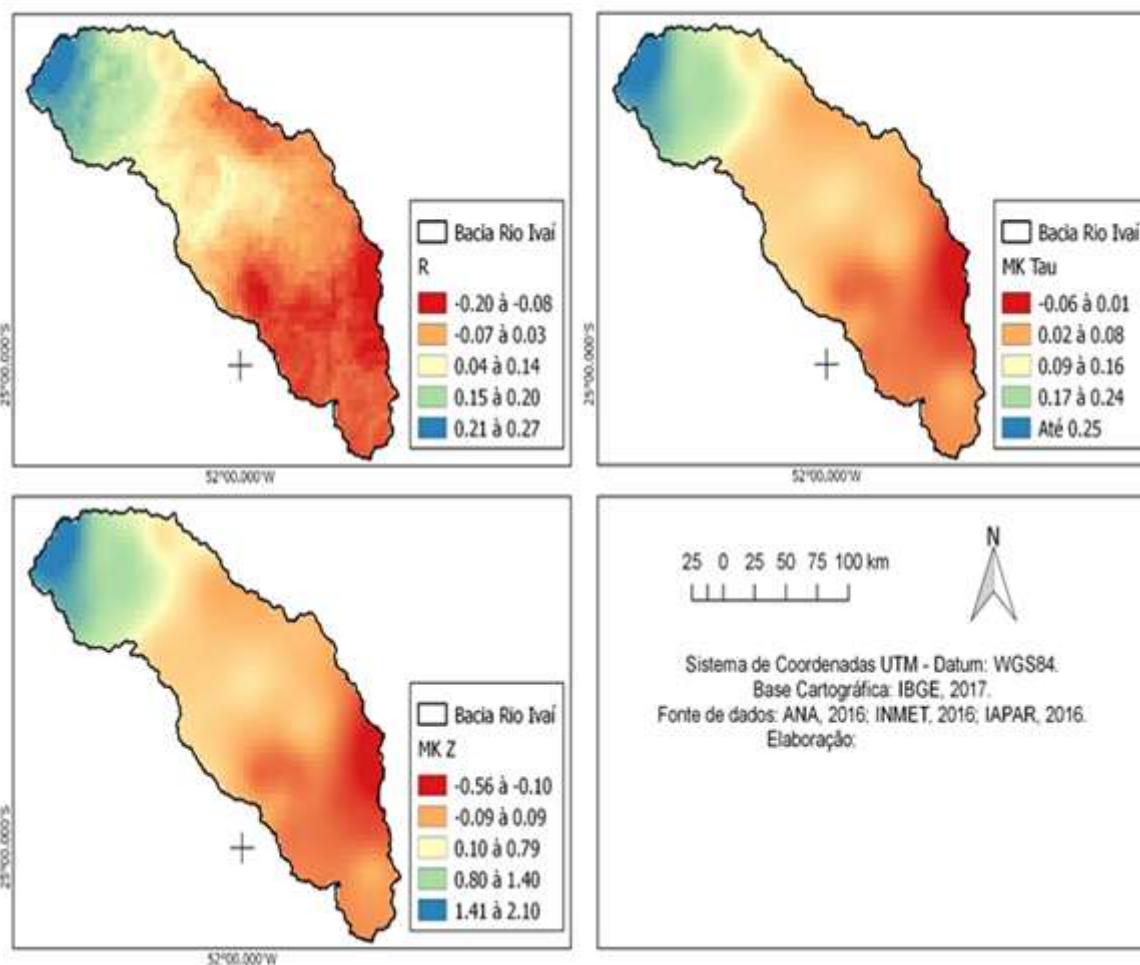 Bacia Rio Ivaí
R
-0.20 à -0.08
-0.07 à 0.03
0.04 à 0.14
0.15 à 0.20
0.21 à 0.27
25°00.000"S
52°00.000"W
Bacia Rio Ivaí
MK Tau
-0.06 à 0.01
0.02 à 0.08
0.09 à 0.16
0.17 à 0.24
Até 0.25
25°00.000"S
52°00.000"W
Bacia Rio Ivaí
MK Z
-0.56 à -0.10
-0.09 à 0.09
0.10 à 0.79
0.80 à 1.40
1.41 à 2.10
25°00.000"S
52°00.000"W
N
25 0 25 50 75 100 km
Sistema de Coordenadas UTM - Datum: WGS84.
Base Cartográfica: IBGE, 2017.
Fonte de dados: ANA, 2016; INMET, 2016; IAPAR, 2016.
Elaboração: